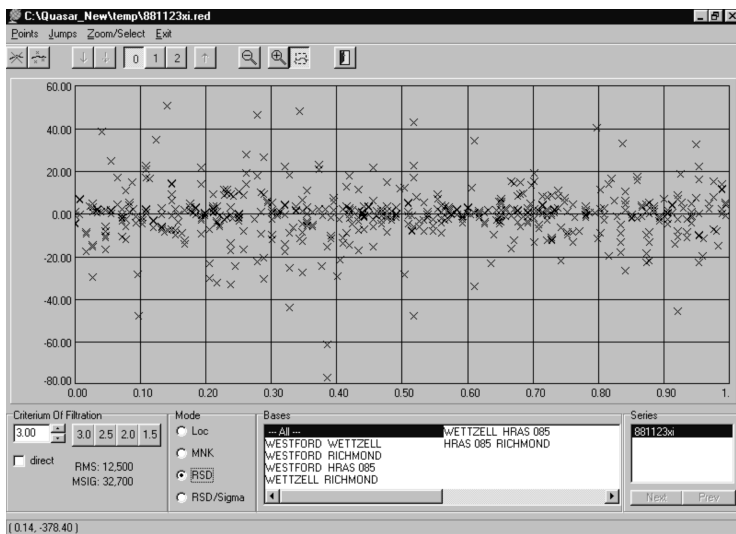 C:\Quasar_New\temp\881123xi.red
Points Jumps Zoom/Select Exit
0 1 2
60.00
40.00
20.00
0.00
-20.00
-40.00
-60.00
-80.00
0.00 0.10 0.20 0.30 0.40 0.50 0.60 0.70 0.80 0.90 1.
Criterium Of Filtration
3.00 3.0 2.5 2.0 1.5
direct
RMS: 12,500
MSIG: 32,700
Mode
Loc
MNK
RSD
RSD/Sigma
Bases
--- All ---
WESTFORD WETTZELL
WESTFORD RICHMOND
WESTFORD HRAS 085
WETTZELL RICHMOND
WETTZELL HRAS 085
HRAS 085 RICHMOND
Series
881123xi
Next Prev
( 0.14, -378.40 )